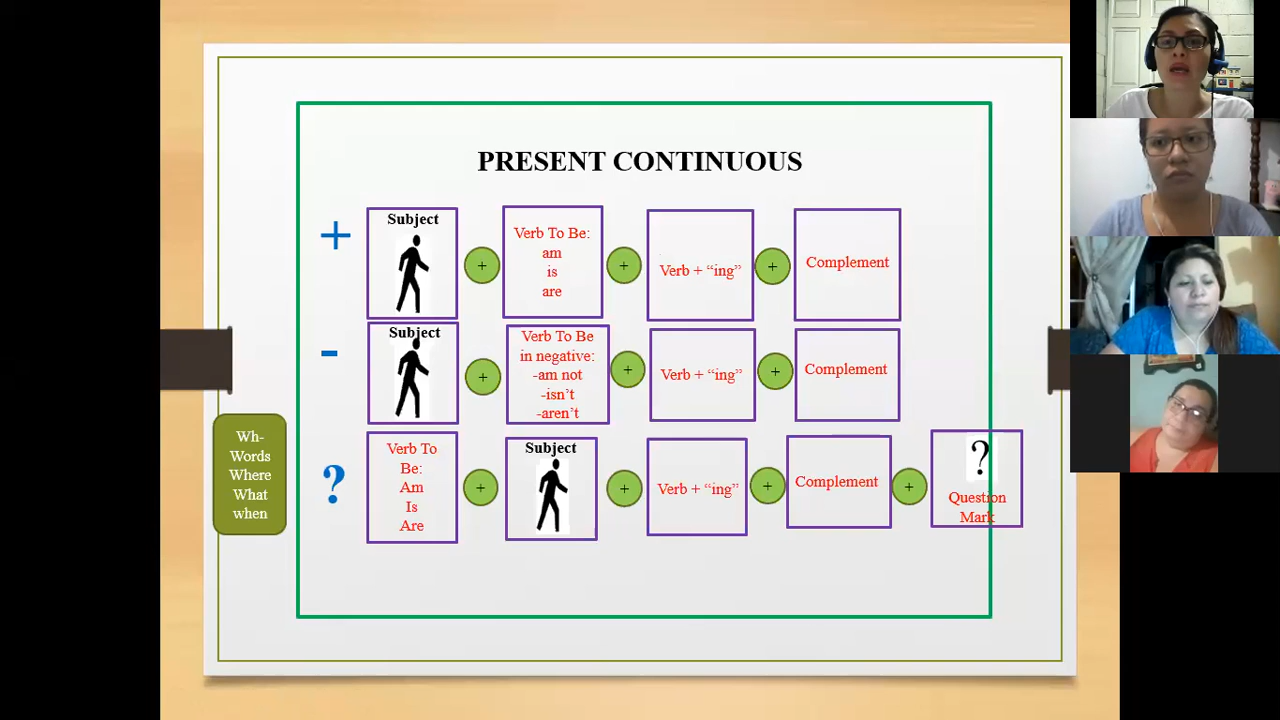 PRESENT CONTINUOUS
+
Subject
+
Verb To Be:
am
is
are
+
Verb + “ing”
+
Complement
-
Subject
+
Verb To Be
in negative:
-am not
-isn’t
-aren’t
+
Verb + “ing”
+
Complement
Wh-
Words
Where
What
when
?
Verb To
Be:
Am
Is
Are
+
Subject
+
Verb + “ing”
+
Complement
+
?
Question
Mark